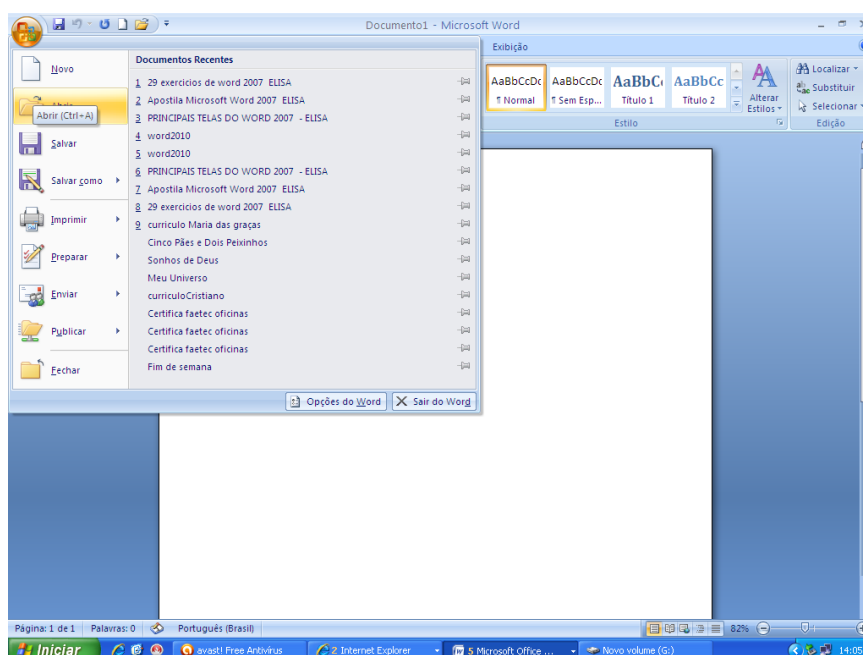 Documento1 - Microsoft Word
Exibição
Novo
Abrir (Ctrl+A)
Salvar
Salvar como
Imprimir
Preparar
Enviar
Publicar
Fechar
Documentos Recentes
1 29 exercicios de word 2007 ELISA
2 Apostila Microsoft Word 2007 ELISA
3 PRINCIPAIS TELAS DO WORD 2007 - ELISA
4 word2010
5 word2010
6 PRINCIPAIS TELAS DO WORD 2007 - ELISA
7 Apostila Microsoft Word 2007 ELISA
8 29 exercicios de word 2007 ELISA
9 curriculo Maria das graças
Cinco Pães e Dois Peixinhos
Sonhos de Deus
Meu Universo
curriculoCristiano
Certifica faetec oficinas
Certifica faetec oficinas
Certifica faetec oficinas
Fim de semana
Opções do Word
Sair do Word
AaBbCcDc AaBbCcDc AaBbC AaBbCc
¶ Normal ¶ Sem Esp... Título 1 Título 2
Alterar
Estilos
Estilo
Localizar
Substituir
Selecionar
Edição
Página: 1 de 1 Palavras: 0 Português (Brasil) 82%
Iniciar avast! Free Antivirus 2 Internet Explorer 5 Microsoft Office ... Novo volume (G:) 14:05